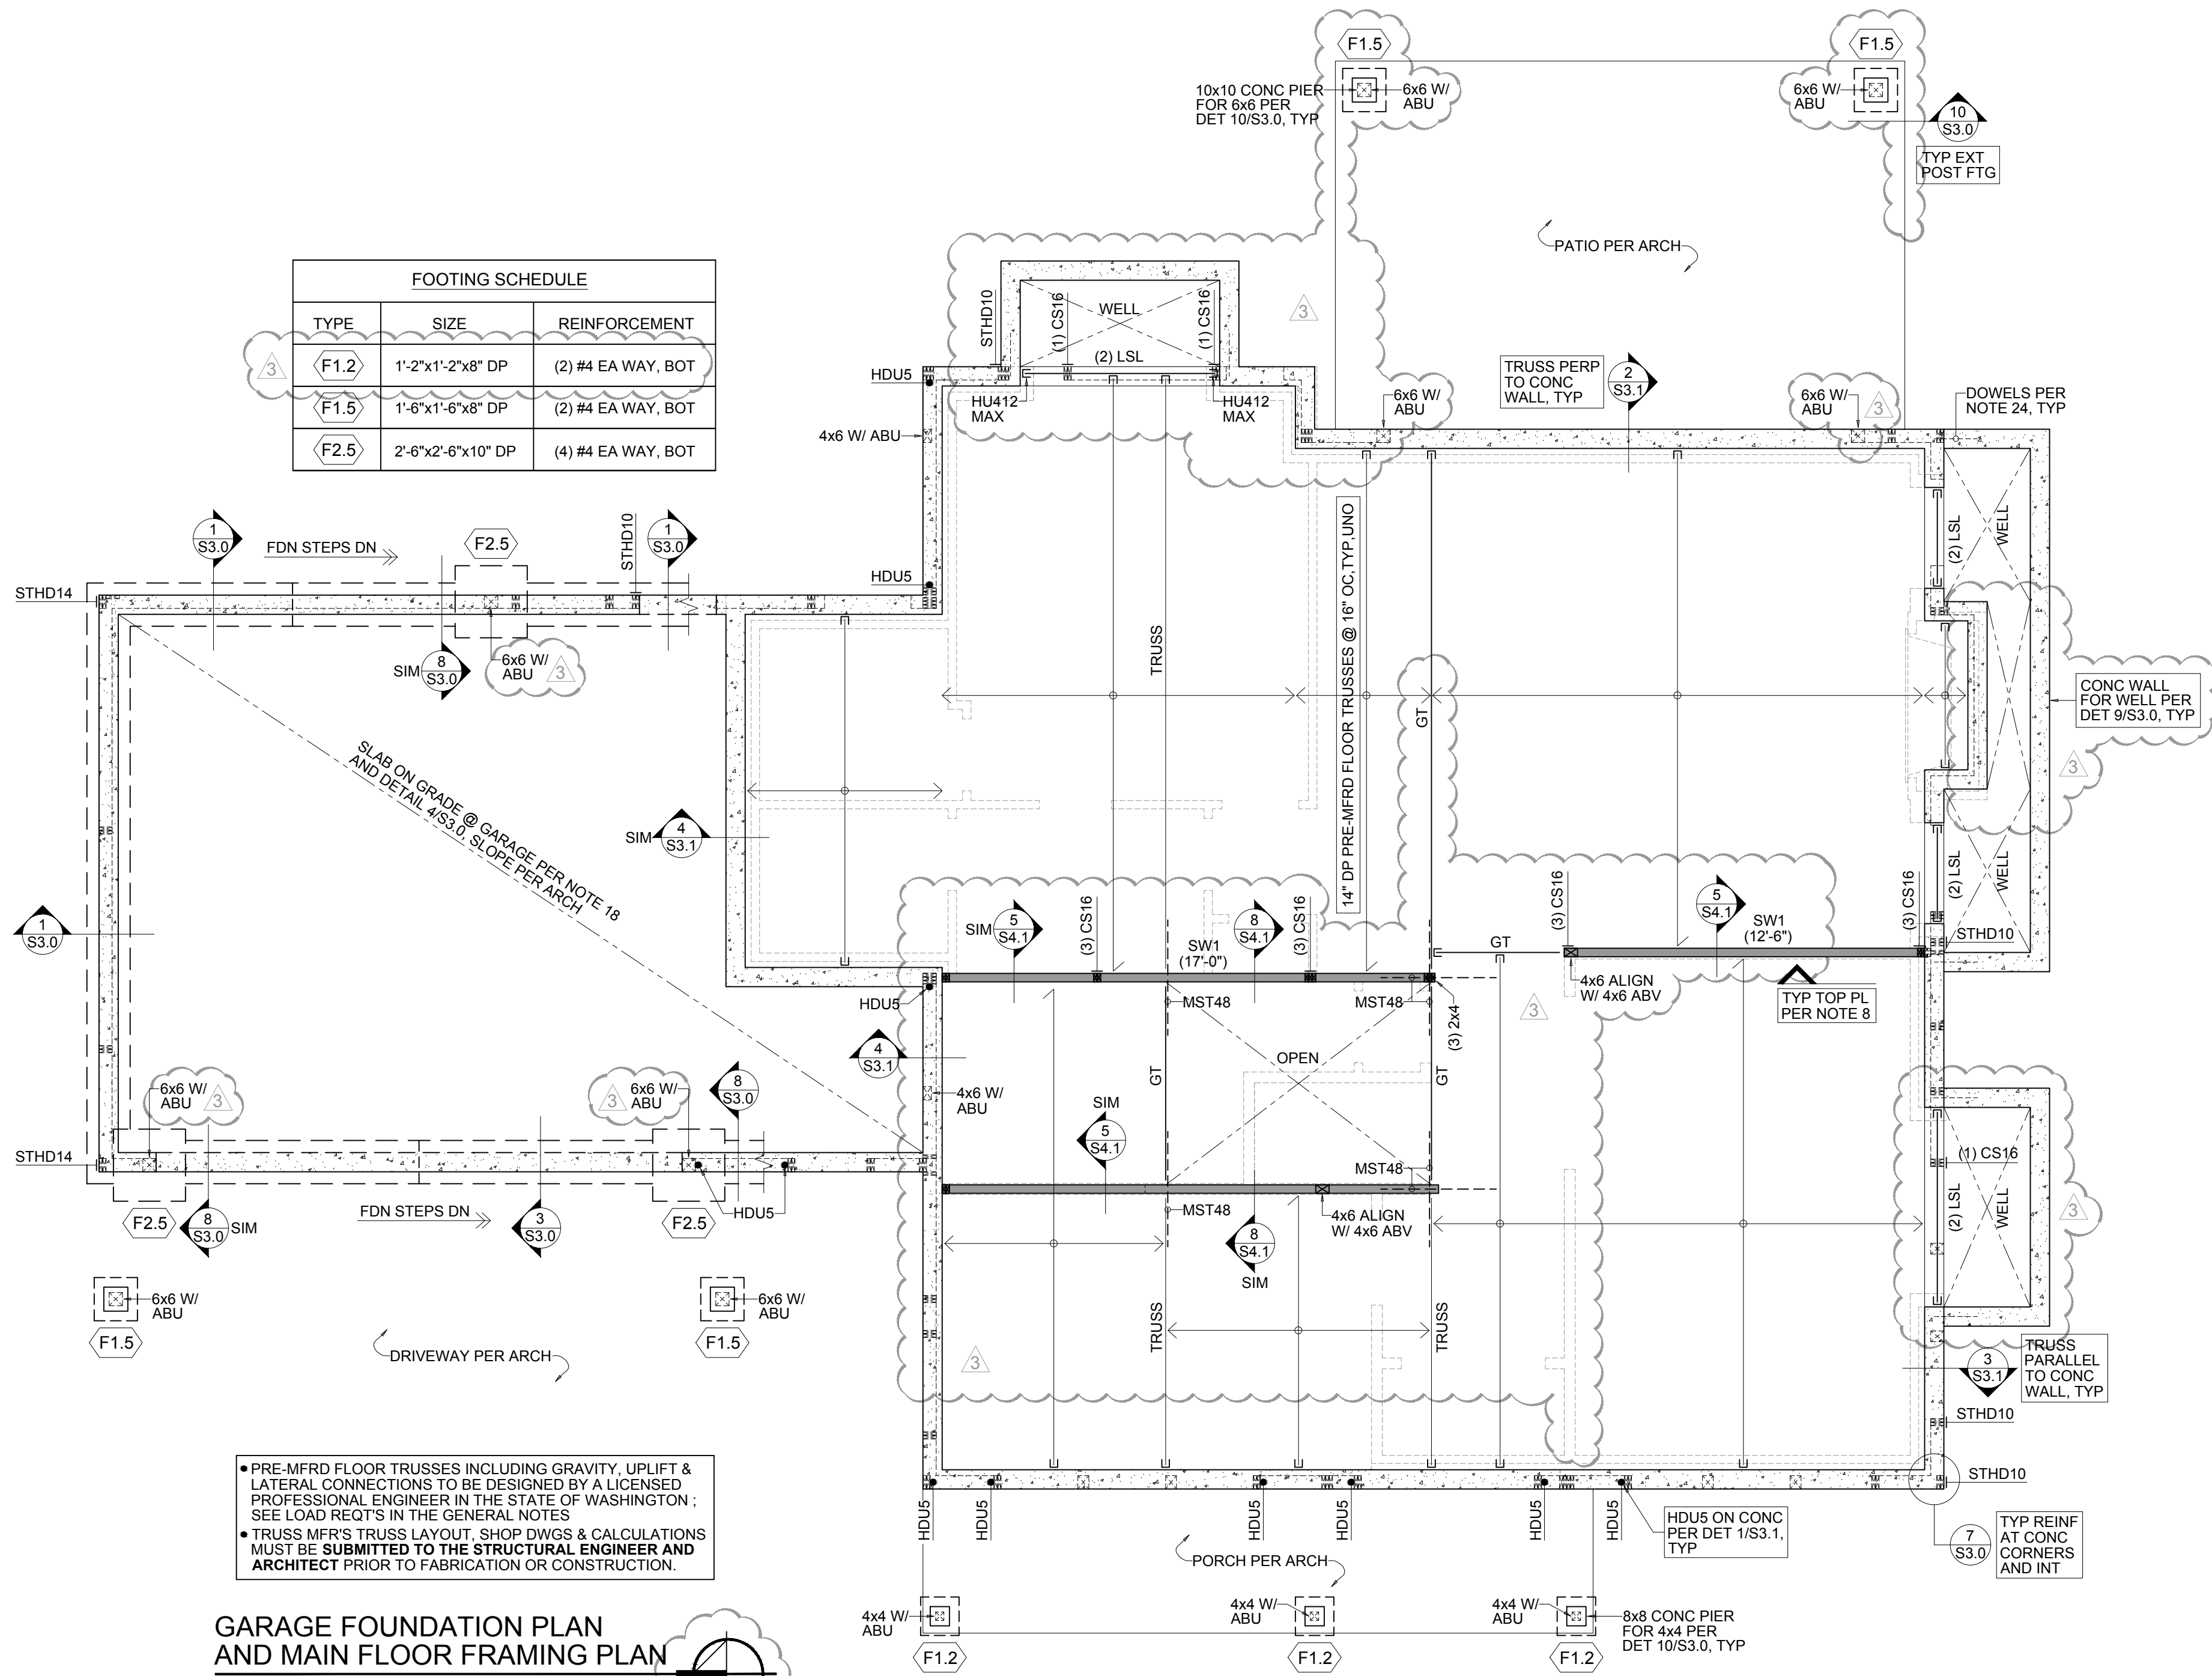 F1.5
F1.5
10x10 CONC PIER
FOR 6x6 PER
DET 10/S3.0, TYP
6x6 W/
ABU
6x6 W/
ABU
10
S3.0
TYP EXT
POST FTG
PATIO PER ARCH
FOOTING SCHEDULE
TYPE SIZE REINFORCEMENT
3
F1.2 1'-2"x1'-2"x8" DP (2) #4 EA WAY, BOT
F1.5 1'-6"x1'-6"x8" DP (2) #4 EA WAY, BOT
F2.5 2'-6"x2'-6"x10" DP (4) #4 EA WAY, BOT
STHD10
(1) CS16
WELL
(1) CS16
(2) LSL
3
HDU5
HU412
MAX
HU412
MAX
4x6 W/ ABU
TRUSS PERP
TO CONC
WALL, TYP
2
S3.1
6x6 W/
ABU
6x6 W/
ABU
3
DOWELS PER
NOTE 24, TYP
1
S3.0
FDN STEPS DN
F2.5
STHD10
1
S3.0
HDU5
STHD14
SIM
8
S3.0
6x6 W/
ABU
3
TRUSS
14" DP PRE-MFRD FLOOR TRUSSES @ 16" OC,TYP,UNO
GT
(2) LSL
WELL
CONC WALL
FOR WELL PER
DET 9/S3.0, TYP
3
SLAB ON GRADE @ GARAGE PER NOTE 18
AND DETAIL 4/S3.0, SLOPE PER ARCH
SIM
4
S3.1
1
S3.0
SIM
5
S4.1
(3) CS16
SW1
(17'-0")
8
S4.1
(3) CS16
GT
(3) CS16
5
S4.1
SW1
(12'-6")
(3) CS16
(2) LSL
WELL
STHD10
4x6 ALIGN
W/ 4x6 ABV
TYP TOP PL
PER NOTE 8
HDU5
MST48
MST48
(3) 2x4
3
4
S3.1
OPEN
GT
GT
4x6 W/
ABU
SIM
5
S4.1
MST48
6x6 W/
ABU
3
3
6x6 W/
ABU
8
S3.0
STHD14
(1) CS16
(2) LSL
WELL
3
F2.5
8
S3.0
SIM
FDN STEPS DN
3
S3.0
F2.5
HDU5
MST48
8
S4.1
SIM
4x6 ALIGN
W/ 4x6 ABV
6x6 W/
ABU
F1.5
6x6 W/
ABU
F1.5
DRIVEWAY PER ARCH
TRUSS
TRUSS
3
3
S3.1
TRUSS
PARALLEL
TO CONC
WALL, TYP
STHD10
• PRE-MFRD FLOOR TRUSSES INCLUDING GRAVITY, UPLIFT &
LATERAL CONNECTIONS TO BE DESIGNED BY A LICENSED
PROFESSIONAL ENGINEER IN THE STATE OF WASHINGTON ;
SEE LOAD REQT'S IN THE GENERAL NOTES
• TRUSS MFR'S TRUSS LAYOUT, SHOP DWGS & CALCULATIONS
MUST BE SUBMITTED TO THE STRUCTURAL ENGINEER AND
ARCHITECT PRIOR TO FABRICATION OR CONSTRUCTION.
STHD10
HDU5
HDU5
HDU5
HDU5
HDU5
HDU5
HDU5 ON CONC
PER DET 1/S3.1,
TYP
7
S3.0
TYP REINF
AT CONC
CORNERS
AND INT
PORCH PER ARCH
GARAGE FOUNDATION PLAN
AND MAIN FLOOR FRAMING PLAN
4x4 W/
ABU
F1.2
4x4 W/
ABU
F1.2
4x4 W/
ABU
F1.2
8x8 CONC PIER
FOR 4x4 PER
DET 10/S3.0, TYP